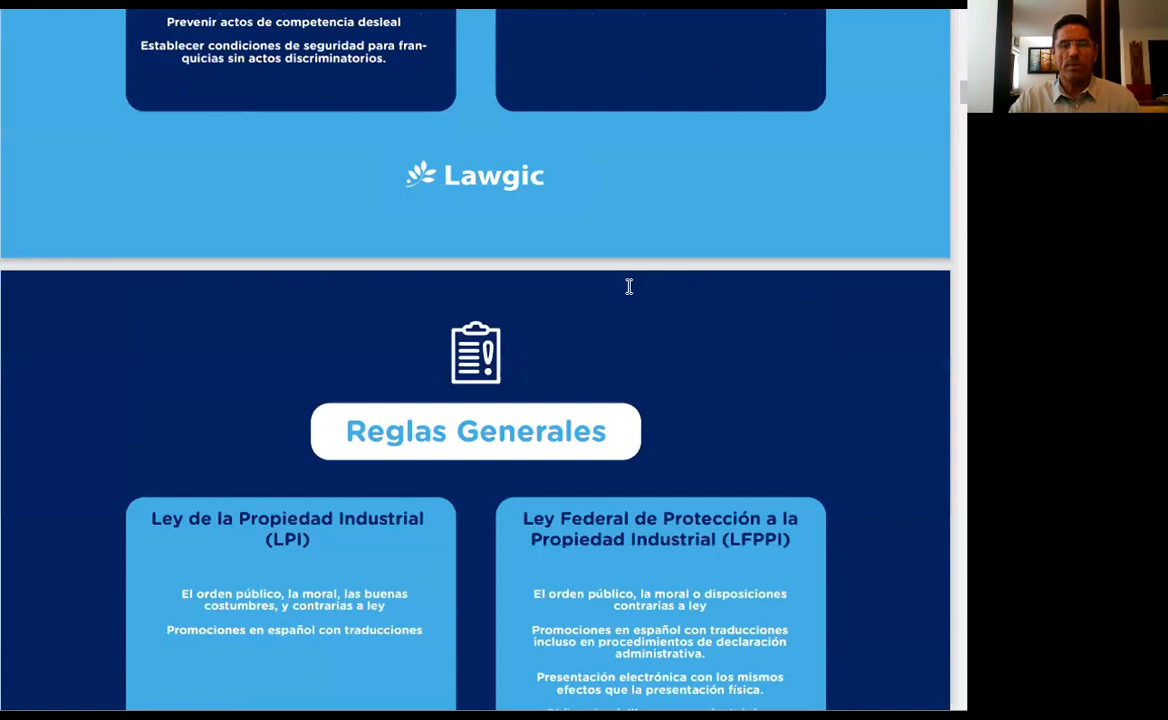 Prevenir actos de competencia desleal
Establecer condiciones de seguridad para fran-
quicias sin actos discriminatorios.
Lawgic
Reglas Generales
Ley de la Propiedad Industrial
(LPI)
El orden público, la moral, las buenas
costumbres, y contrarias a ley
Promociones en español con traducciones
Ley Federal de Protección a la
Propiedad Industrial (LFPPI)
El orden público, la moral o disposiciones
contrarias a ley
Promociones en español con traducciones
incluso en procedimientos de declaración
administrativa.
Presentación electrónica con los mismos
efectos que la presentación física.